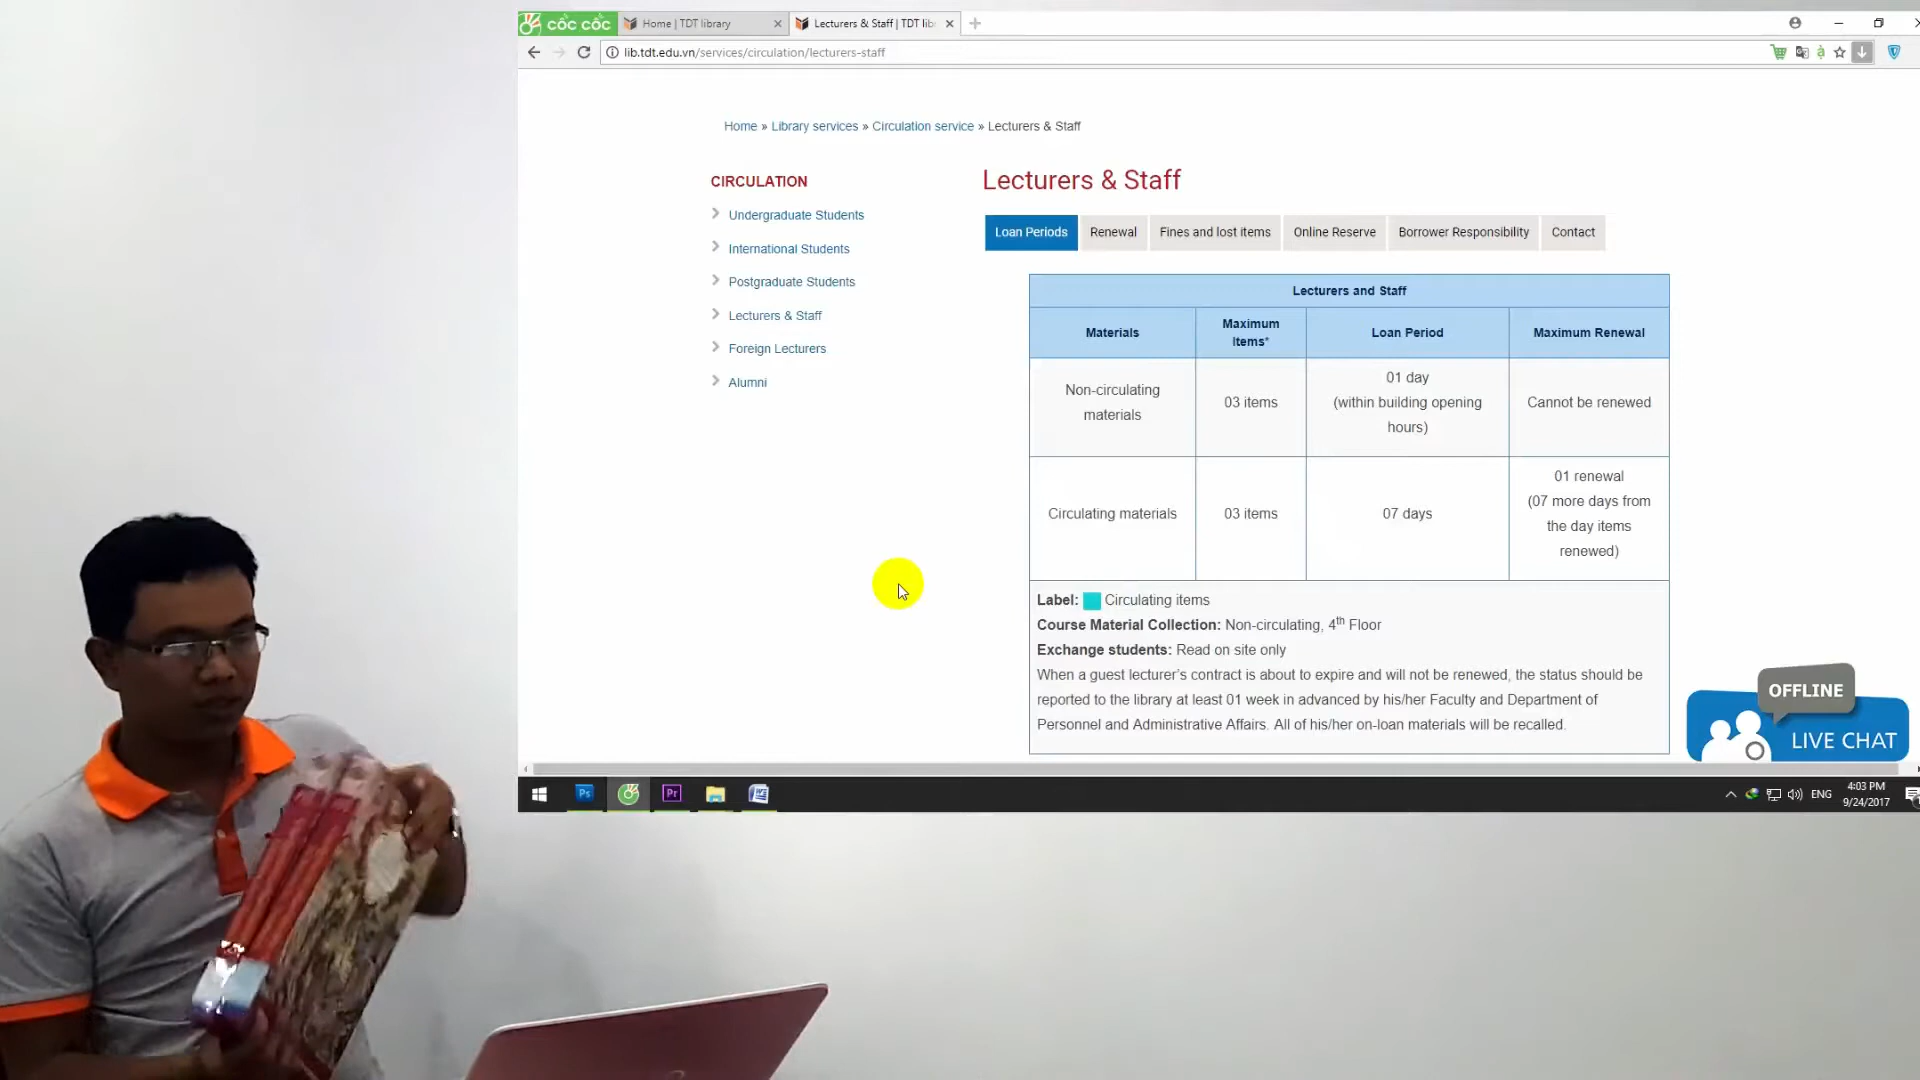 cốc cốc
Home | TDT library
Lecturers & Staff | TDT lib
lib.tdt.edu.vn/services/circulation/lecturers-staff
Home » Library services » Circulation service » Lecturers & Staff
CIRCULATION
Undergraduate Students
International Students
Postgraduate Students
Lecturers & Staff
Foreign Lecturers
Alumni
Lecturers & Staff
Loan Periods Renewal Fines and lost items Online Reserve Borrower Responsibility Contact
Lecturers and Staff
Materials
Maximum
Items*
Loan Period
Maximum Renewal
Non-circulating
materials
03 items
01 day
(within building opening
hours)
Cannot be renewed
Circulating materials
03 items
07 days
01 renewal
(07 more days from
the day items
renewed)
Label: Circulating items
Course Material Collection: Non-circulating, 4th Floor
Exchange students: Read on site only
When a guest lecturer's contract is about to expire and will not be renewed, the status should be
reported to the library at least 01 week in advanced by his/her Faculty and Department of
Personnel and Administrative Affairs. All of his/her on-loan materials will be recalled.
OFFLINE
LIVE CHAT
Ps
Pr
ENG
4:03 PM
9/24/2017